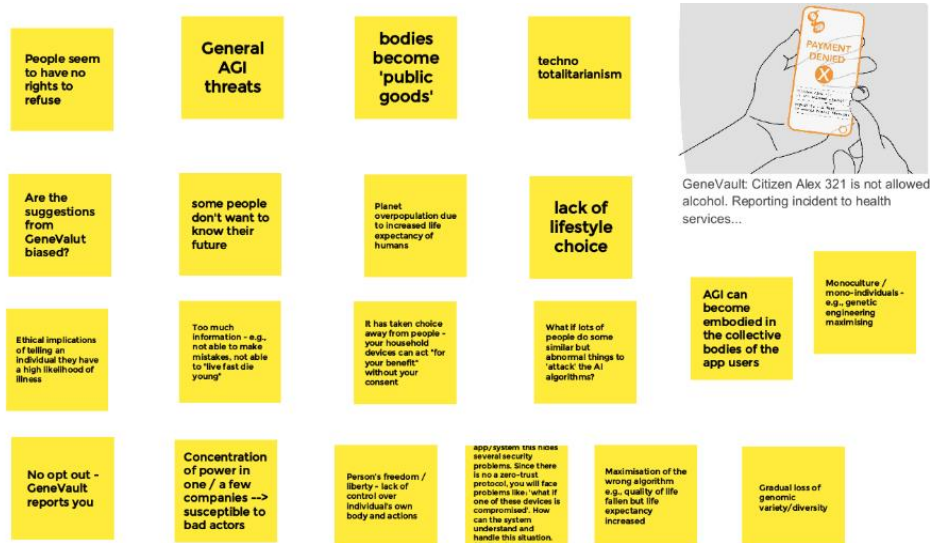 People seem
to have no
rights to
refuse
General
AGI
threats
bodies
become
'public
goods'
techno
totalitarianism
PAYMENT
DENIED
X
GeneVault: Citizen Alex 321 is not allowed
alcohol. Reporting incident to health
services...
Are the
suggestions
from
GeneValut
biased?
some people
don't want to
know their
future
Planet
overpopulation due
to increased life
expectancy of
humans
lack of
lifestyle
choice
AGI can
become
embodied in
the collective
bodies of the
app users
Monoculture /
mono-individuals -
e.g., genetic
engineering
maximising
Ethical implications
of telling an
individual they have
a high likelihood of
illness
Too much
information - e.g.,
not able to make
mistakes, not able
to "live fast die
young"
It has taken choice
away from people -
your household
devices can act "for
your benefit"
without your
consent
What if lots of
people do some
similar but
abnormal things to
'attack' the AI
algorithms?
No opt out -
GeneVault
reports you
Concentration
of power in
one / a few
companies -->
susceptible to
bad actors
Person's freedom /
liberty - lack of
control over
individual's own
body and actions
app/system this hides
several security
problems. Since there
is no a zero-trust
protocol, you will face
problems like: 'what if
one of these devices is
compromised'. How
can the system
understand and
handle this situation.
Maximisation of the
wrong algorithm
e.g., quality of life
fallen but life
expectancy
increased
Gradual loss of
genomic
variety/diversity